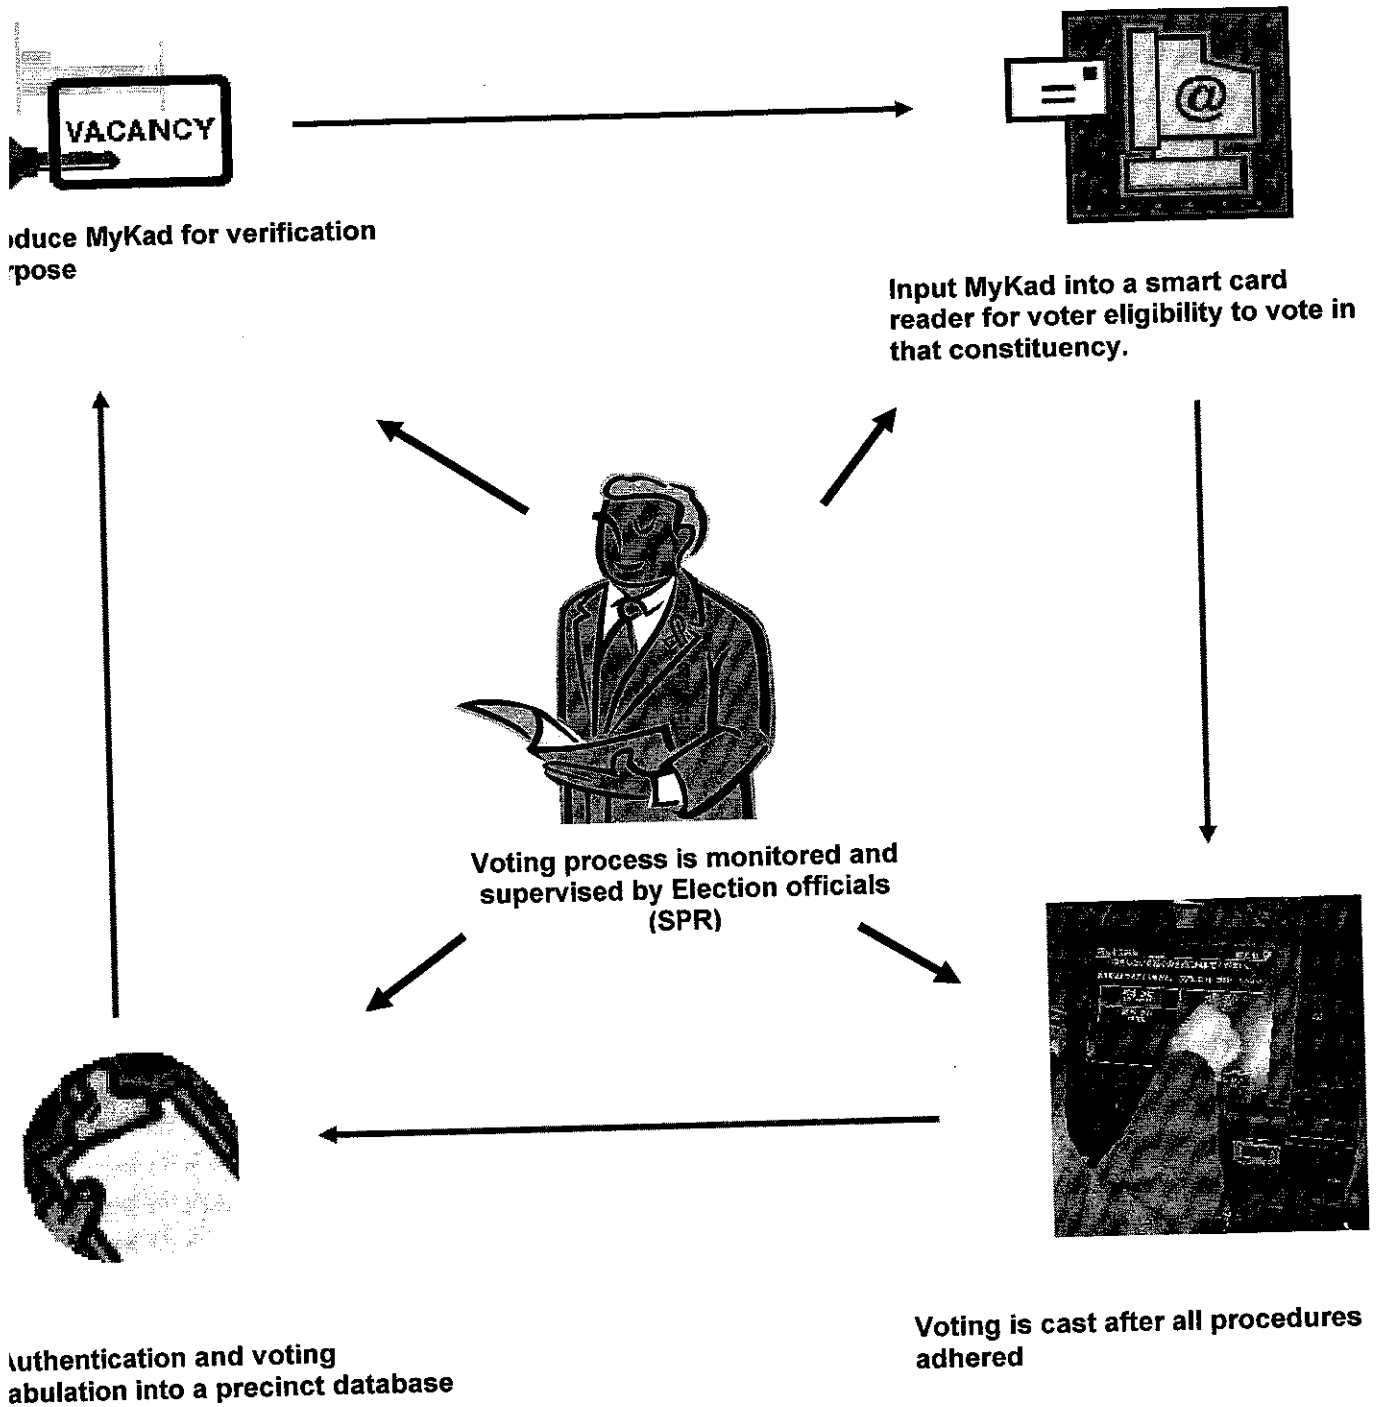 VACANCY
@
oduce MyKad for verification
rpose
Input MyKad into a smart card
reader for voter eligibility to vote in
that constituency.
Voting process is monitored and
supervised by Election officials
(SPR)
Voting is cast after all procedures
adhered
uthentication and voting
abulation into a precinct database